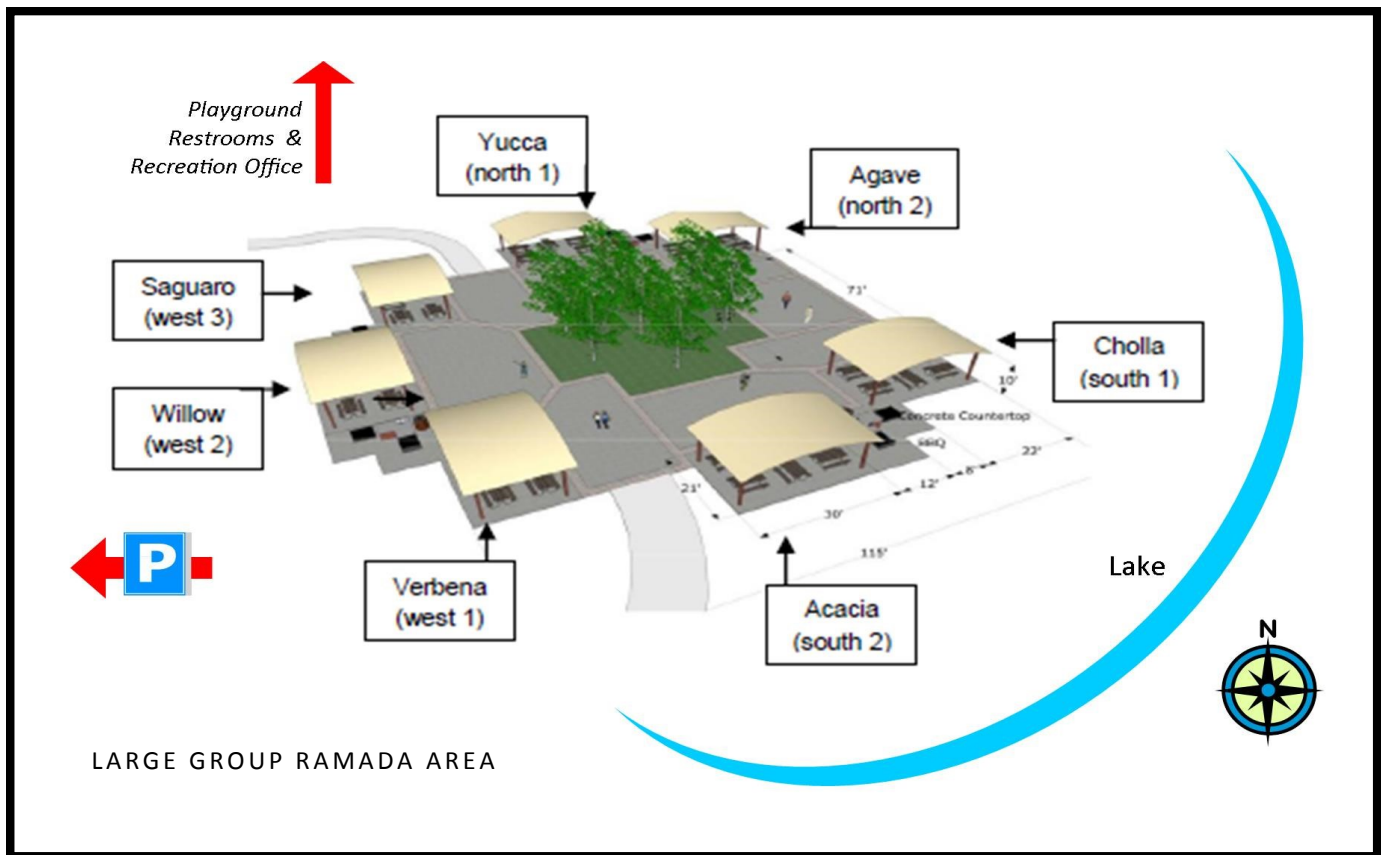 Playground
Restrooms &
Recreation Office
Yucca
(north 1)
Agave
(north 2)
Saguaro
(west 3)
71'
Cholla
(south 1)
10'
Willow
(west 2)
Concrete Countertop
BBQ
22'
8'
12'
21'
30'
115'
P
Verbena
(west 1)
Acacia
(south 2)
Lake
N
LARGE GROUP RAMADA AREA